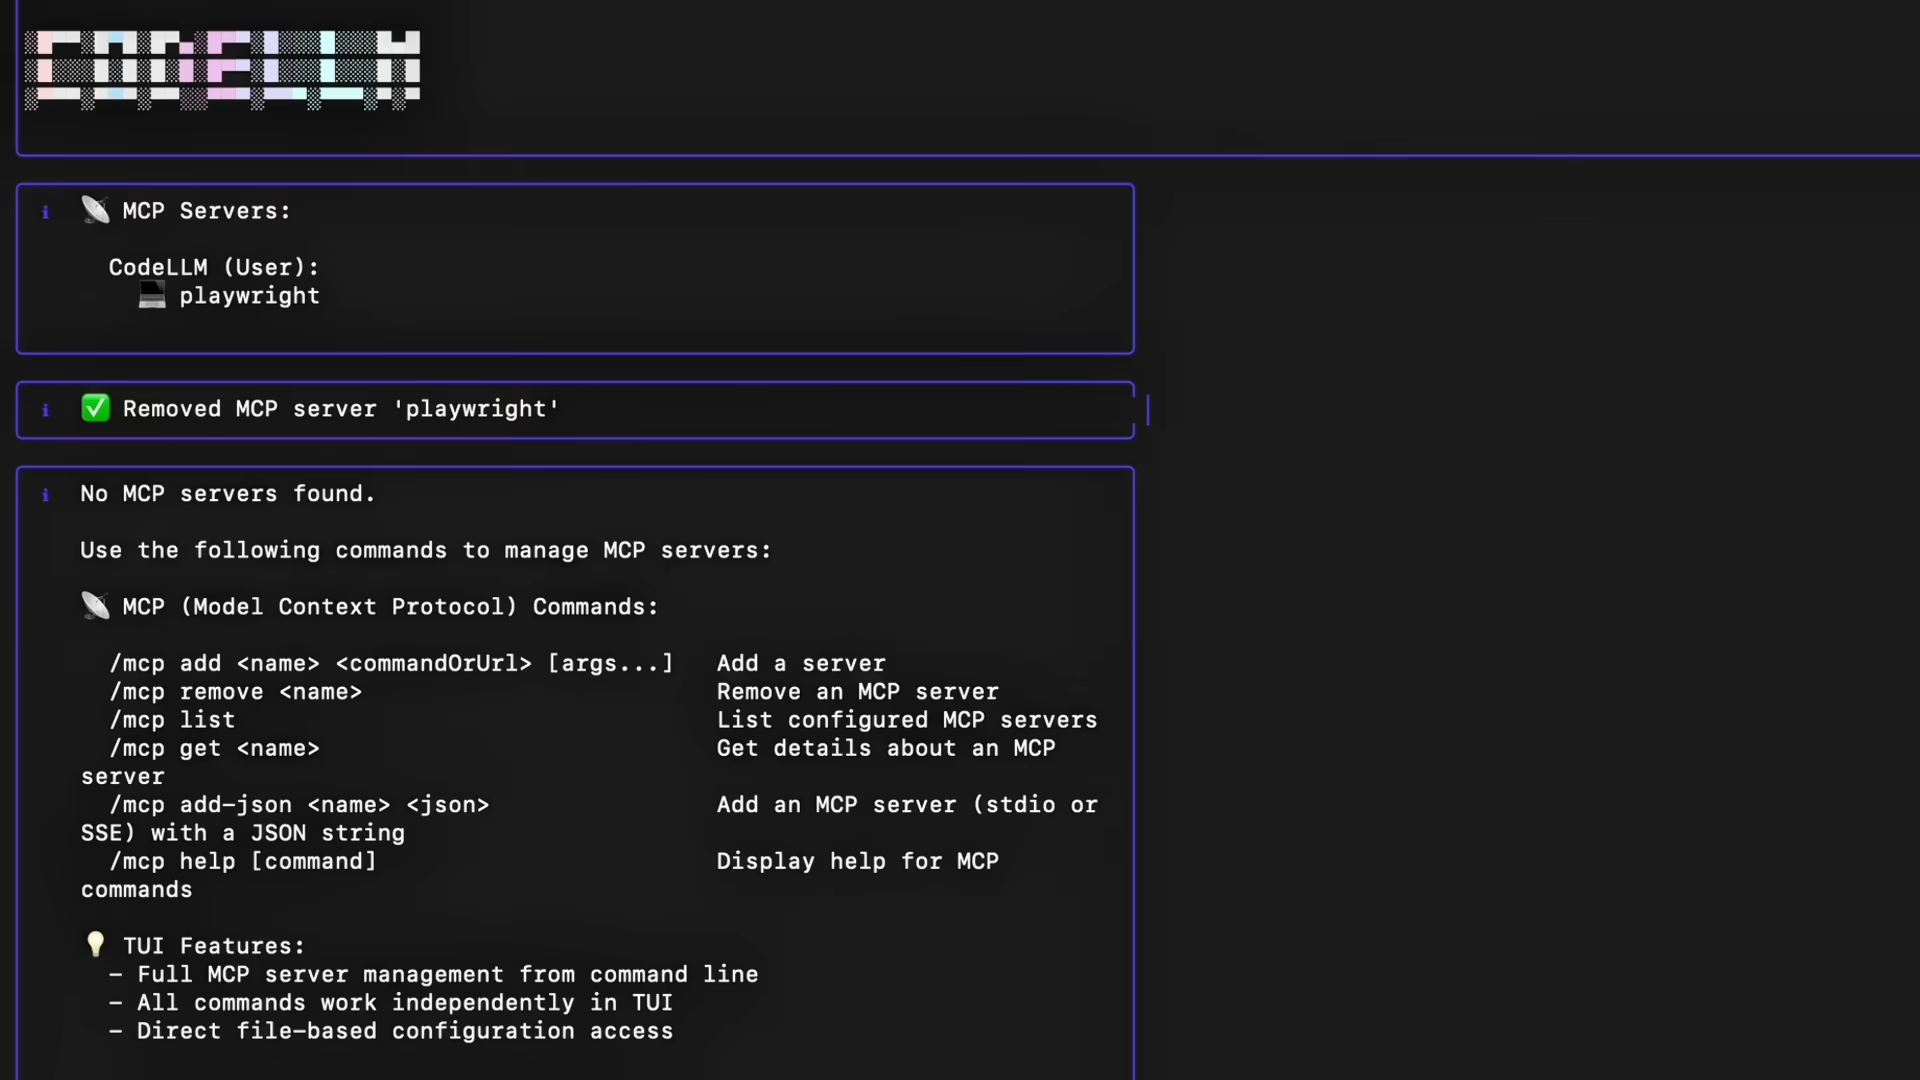 CODELLM
i 📡 MCP Servers:
CodeLLM (User):
💻 playwright
i ✅ Removed MCP server 'playwright'
i No MCP servers found.
Use the following commands to manage MCP servers:
📡 MCP (Model Context Protocol) Commands:
/mcp add <name> <commandOrUrl> [args...] Add a server
/mcp remove <name> Remove an MCP server
/mcp list List configured MCP servers
/mcp get <name> Get details about an MCP
server
/mcp add-json <name> <json> Add an MCP server (stdio or
SSE) with a JSON string
/mcp help [command] Display help for MCP
commands
💡 TUI Features:
- Full MCP server management from command line
- All commands work independently in TUI
- Direct file-based configuration access